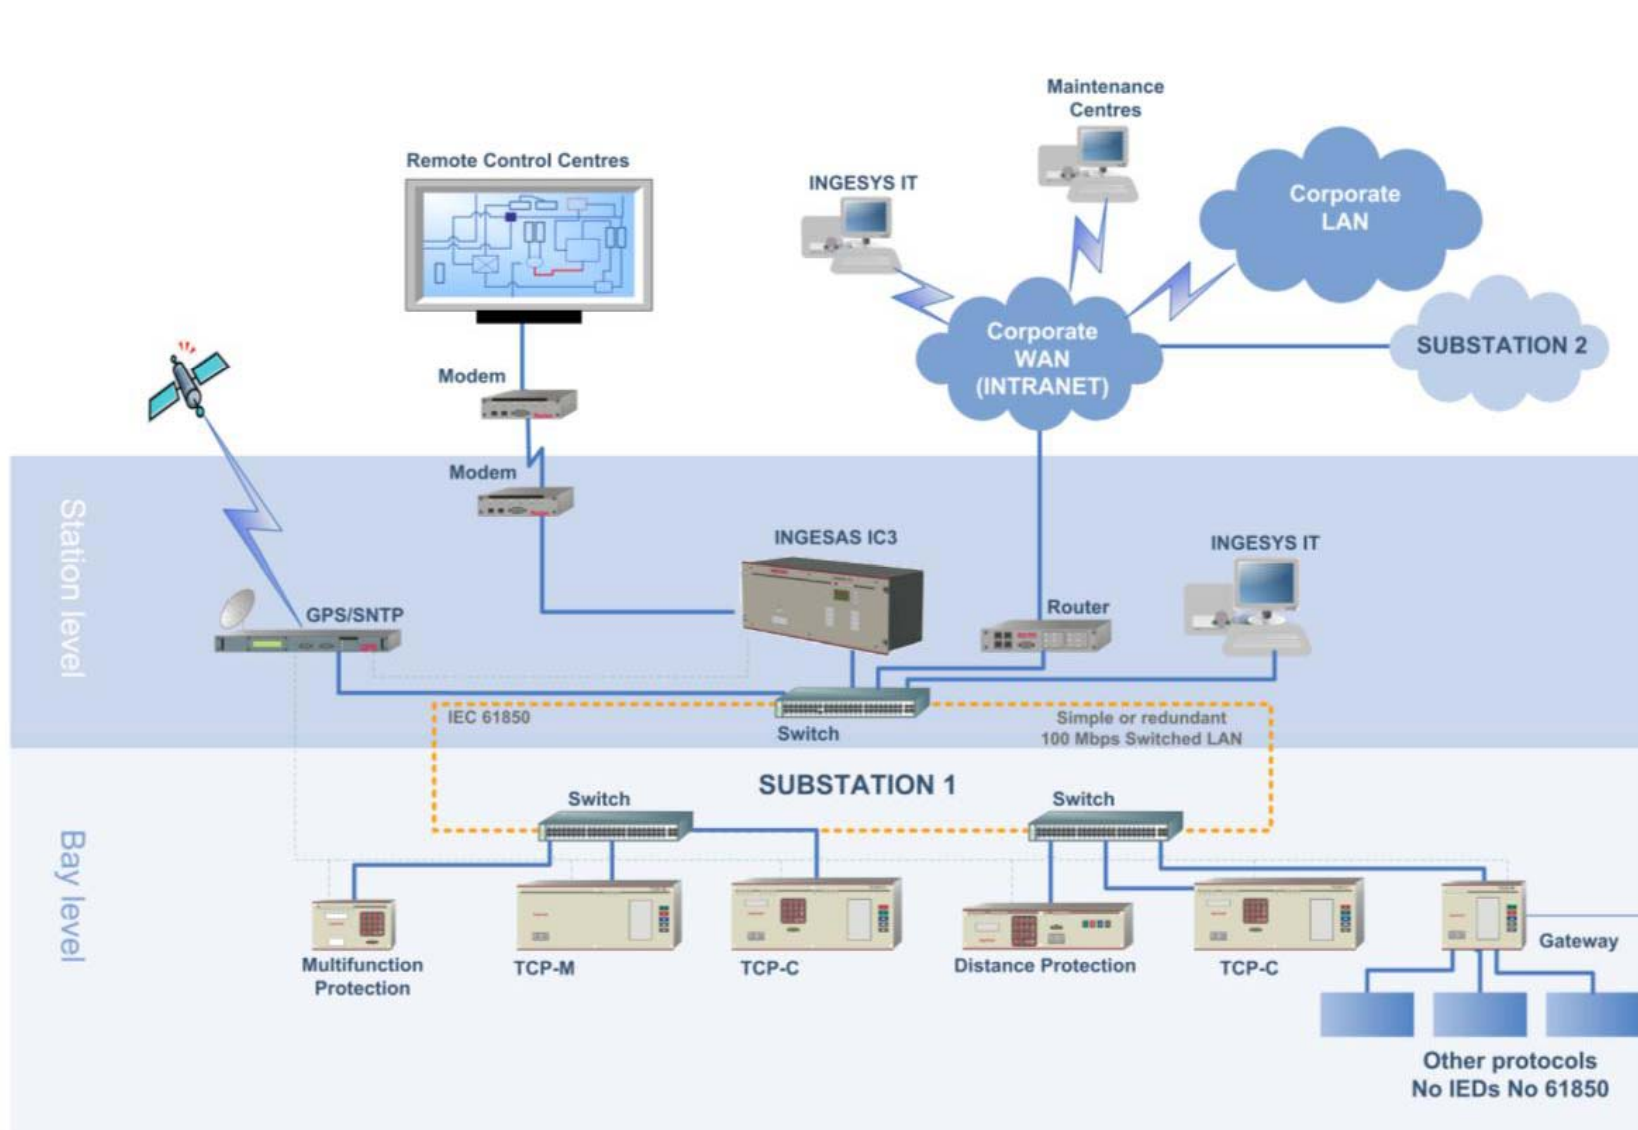 Maintenance
Centres
Remote Control Centres
INGESYS IT
Corporate
LAN
Corporate
WAN
(INTRANET)
SUBSTATION 2
Modem
Modem
Station level
INGESAS IC3
INGESYS IT
GPS/SNTP
Router
IEC 61850
Switch
Simple or redundant
100 Mbps Switched LAN
SUBSTATION 1
Switch
Switch
Bay level
Multifunction
Protection
TCP-M
TCP-C
Distance Protection
TCP-C
Gateway
Other protocols
No IEDs No 61850